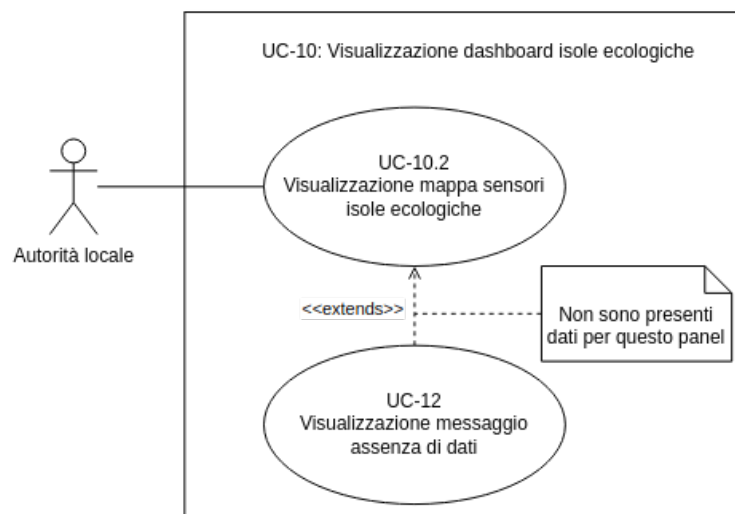 UC-10: Visualizzazione dashboard isole ecologiche
UC-10.2
Visualizzazione mappa sensori
isole ecologiche
Autorità locale
<<extends>>
Non sono presenti
dati per questo panel
UC-12
Visualizzazione messaggio
assenza di dati